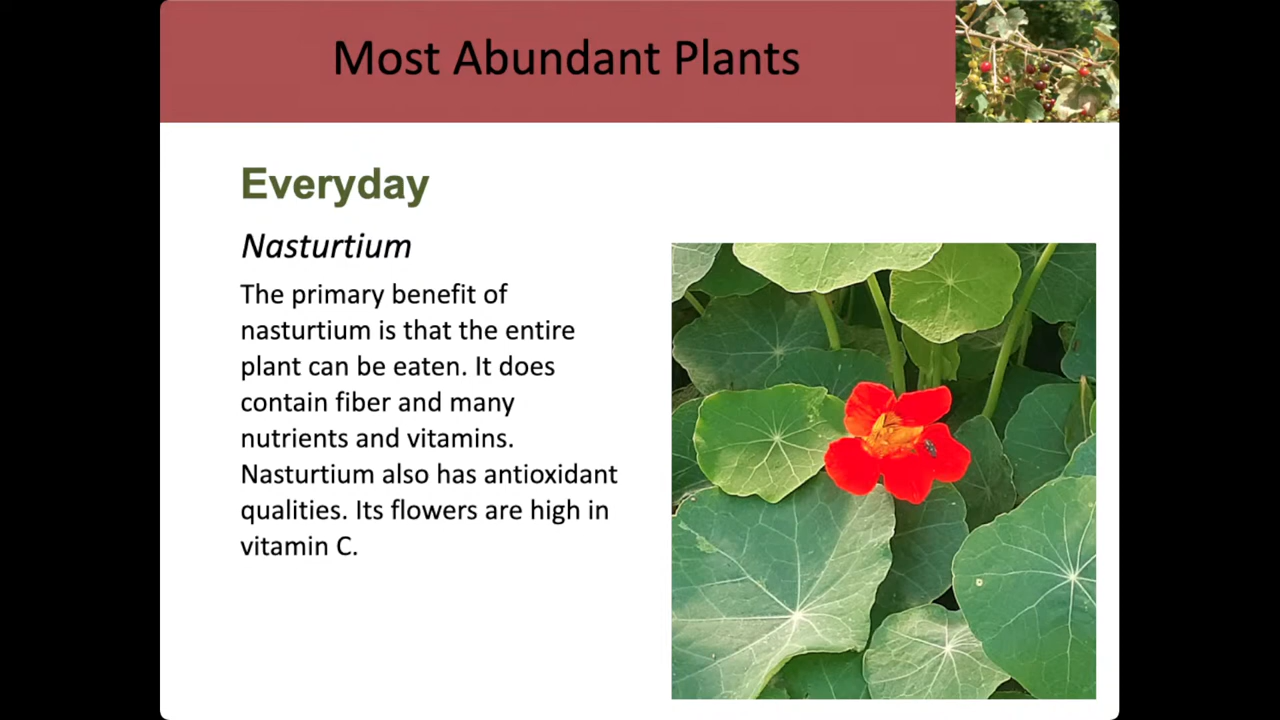 Most Abundant Plants
Everyday
Nasturtium
The primary benefit of
nasturtium is that the entire
plant can be eaten. It does
contain fiber and many
nutrients and vitamins.
Nasturtium also has antioxidant
qualities. Its flowers are high in
vitamin C.